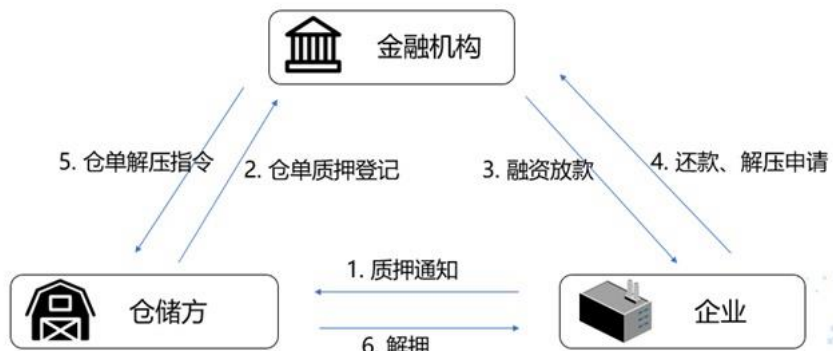 金融机构
5. 仓单解压指令
2. 仓单质押登记
3. 融资放款
4. 还款、解压申请
1. 质押通知
仓储方
企业
6. 解押